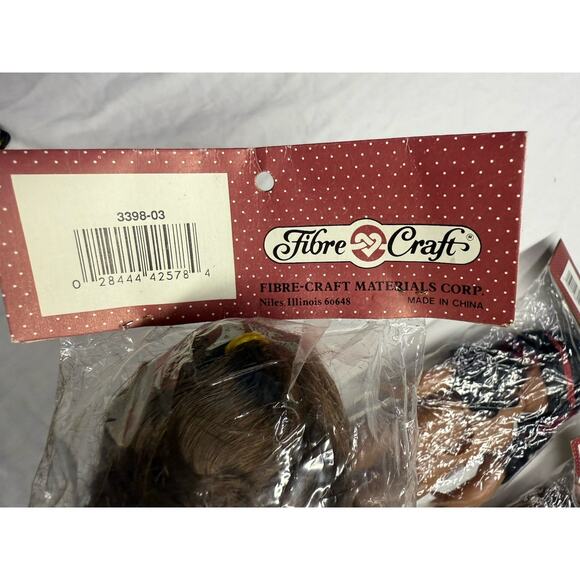 3398-03
0 28444 42578 4
Fibre Craft®
FIBRE-CRAFT MATERIALS CORP.
Niles, Illinois 60648
MADE IN CHINA